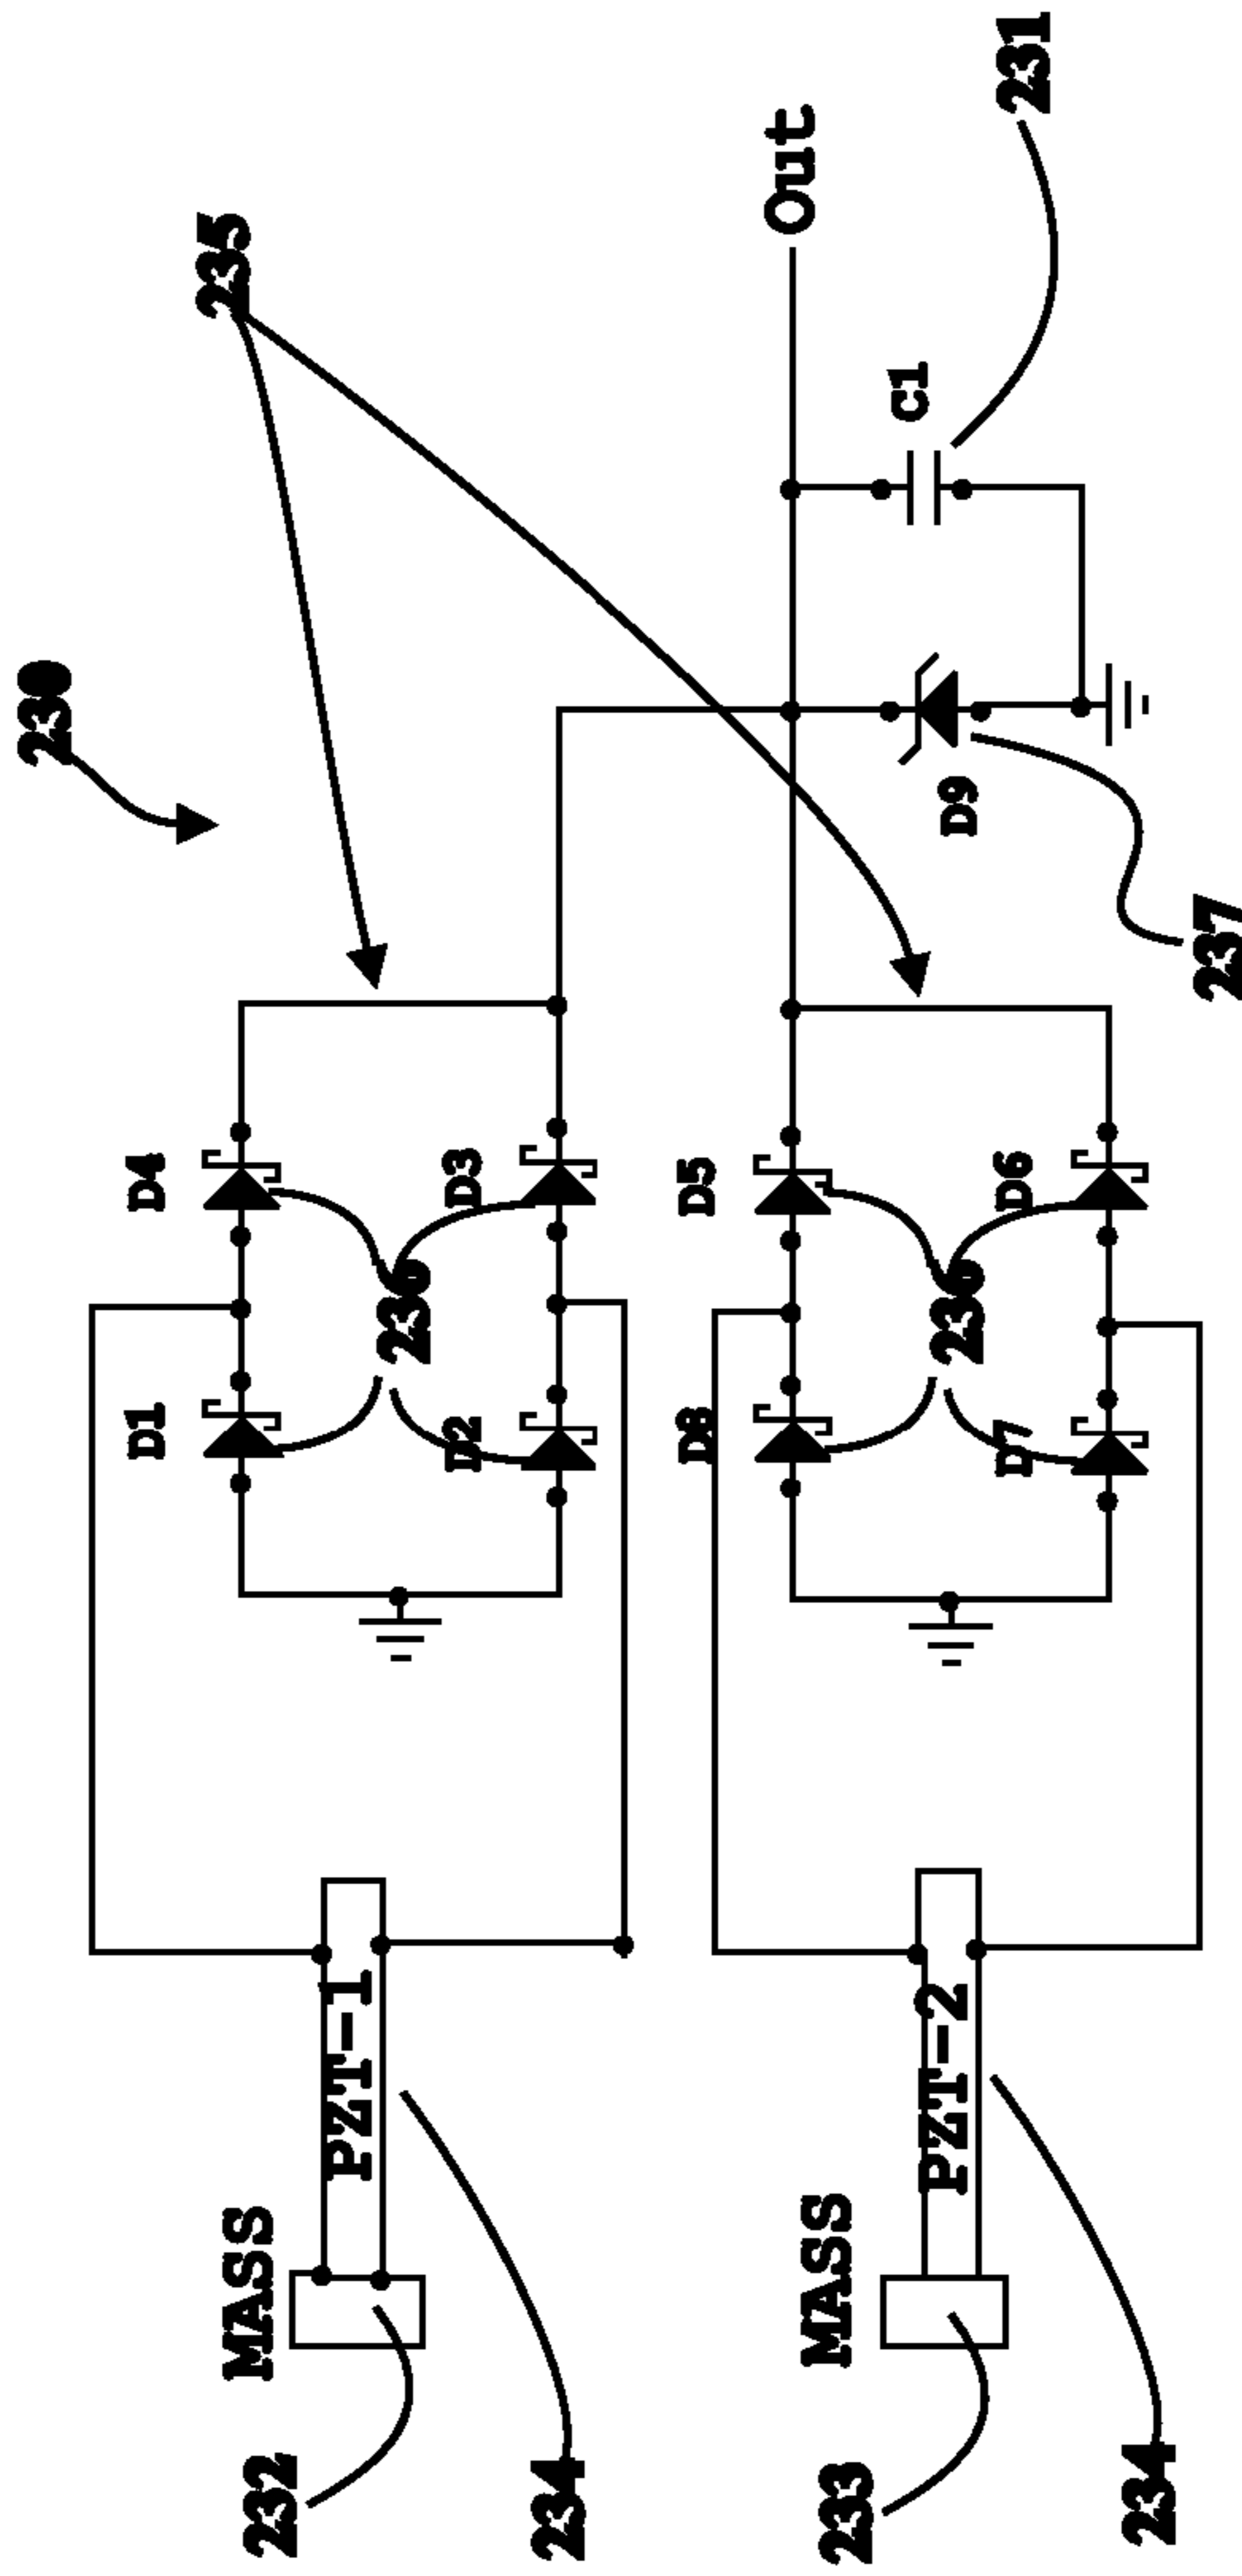 230
235
Out
231
C1
D4
D3
D5
D6
D9
237
236
236
D1
D2
D8
D7
PZT-1
PZT-2
MASS
MASS
232
234
233
234